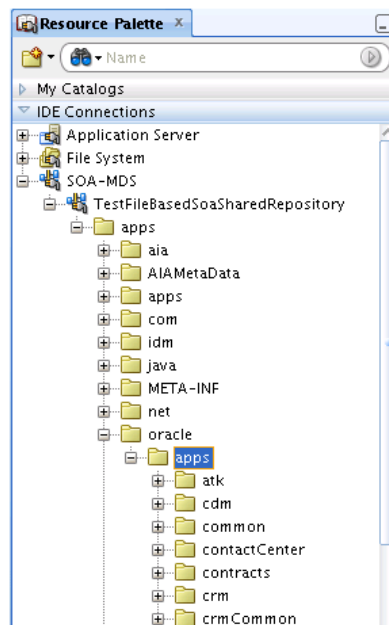 Resource Palette x
Name
My Catalogs
IDE Connections
Application Server
File System
SOA-MDS
TestFileBasedSoaSharedRepository
apps
aia
AIAMetaData
apps
com
idm
java
META-INF
net
oracle
apps
atk
cdm
common
contactCenter
contracts
crm
crmCommon